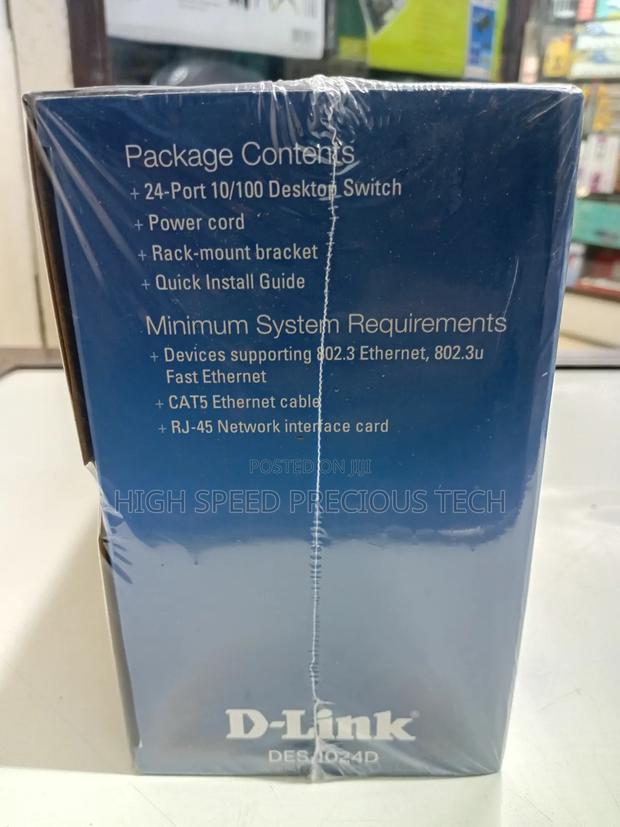 Package Contents
+ 24-Port 10/100 Desktop Switch
+ Power cord
+ Rack-mount bracket
+ Quick Install Guide
Minimum System Requirements
+ Devices supporting 802.3 Ethernet, 802.3u
Fast Ethernet
+ CAT5 Ethernet cable
+ RJ-45 Network interface card
POSTED ON JIJI
HIGH SPEED PRECIOUS TECH
D-Link
DES-1024D